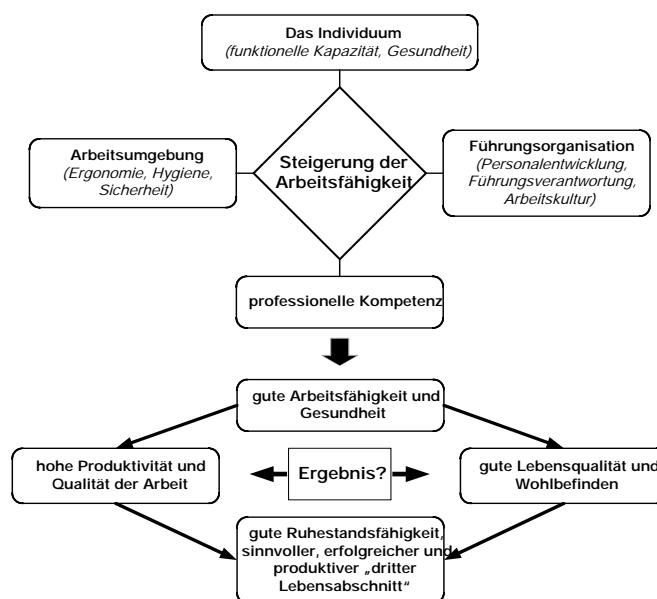 Das Individuum
(funktionelle Kapazität, Gesundheit)
Arbeitsumgebung
(Ergonomie, Hygiene,
Sicherheit)
Steigerung der
Arbeitsfähigkeit
Führungsorganisation
(Personalentwicklung,
Führungsverantwortung,
Arbeitskultur)
professionelle Kompetenz
gute Arbeitsfähigkeit und
Gesundheit
hohe Produktivität und
Qualität der Arbeit
Ergebnis?
gute Lebensqualität und
Wohlbefinden
gute Ruhestandsfähigkeit,
sinnvoller, erfolgreicher und
produktiver „dritter
Lebensabschnitt“